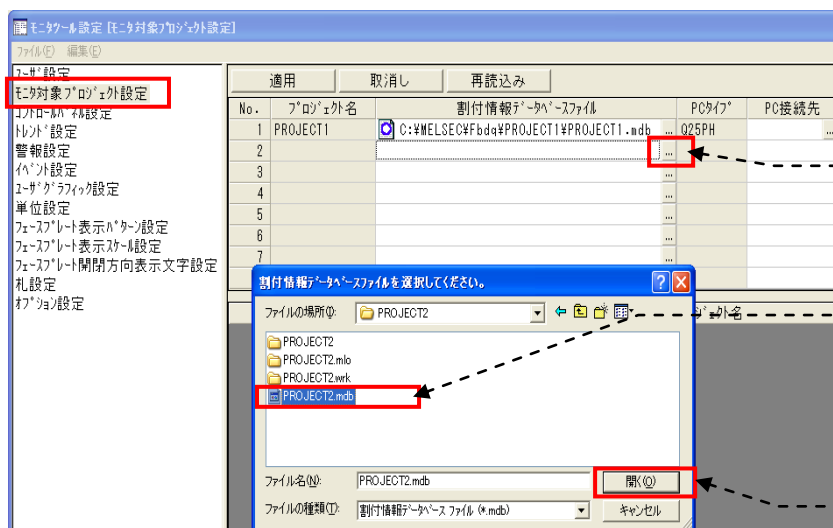 モニタツール設定 [モニタ対象プロジェクト設定]
ファイル(F) 編集(E)
ユーザ設定
モニタ対象プロジェクト設定
コントロールパネル設定
トレンド設定
警報設定
イベント設定
ユーザグラフィック設定
単位設定
フェースプレート表示パターン設定
フェースプレート表示スケール設定
フェースプレート開閉方向表示文字設定
札設定
オプション設定
適用 取消し 再読込み
No. プロジェクト名 割付情報データベースファイル PCタイプ PC接続先
1 PROJECT1 C:¥MELSEC¥Fbdq¥PROJECT1¥PROJECT1.mdb ... Q25PH ...
2 ...
3 ...
4 ...
5 ...
6 ...
7 ...
割付情報データベースファイルを選択してください。
ファイルの場所(I): PROJECT2
PROJECT2
PROJECT2.mlo
PROJECT2.wrk
PROJECT2.mdb
ファイル名(N): PROJECT2.mdb 開く(O)
ファイルの種類(T): 割付情報データベース ファイル (*.mdb) キャンセル